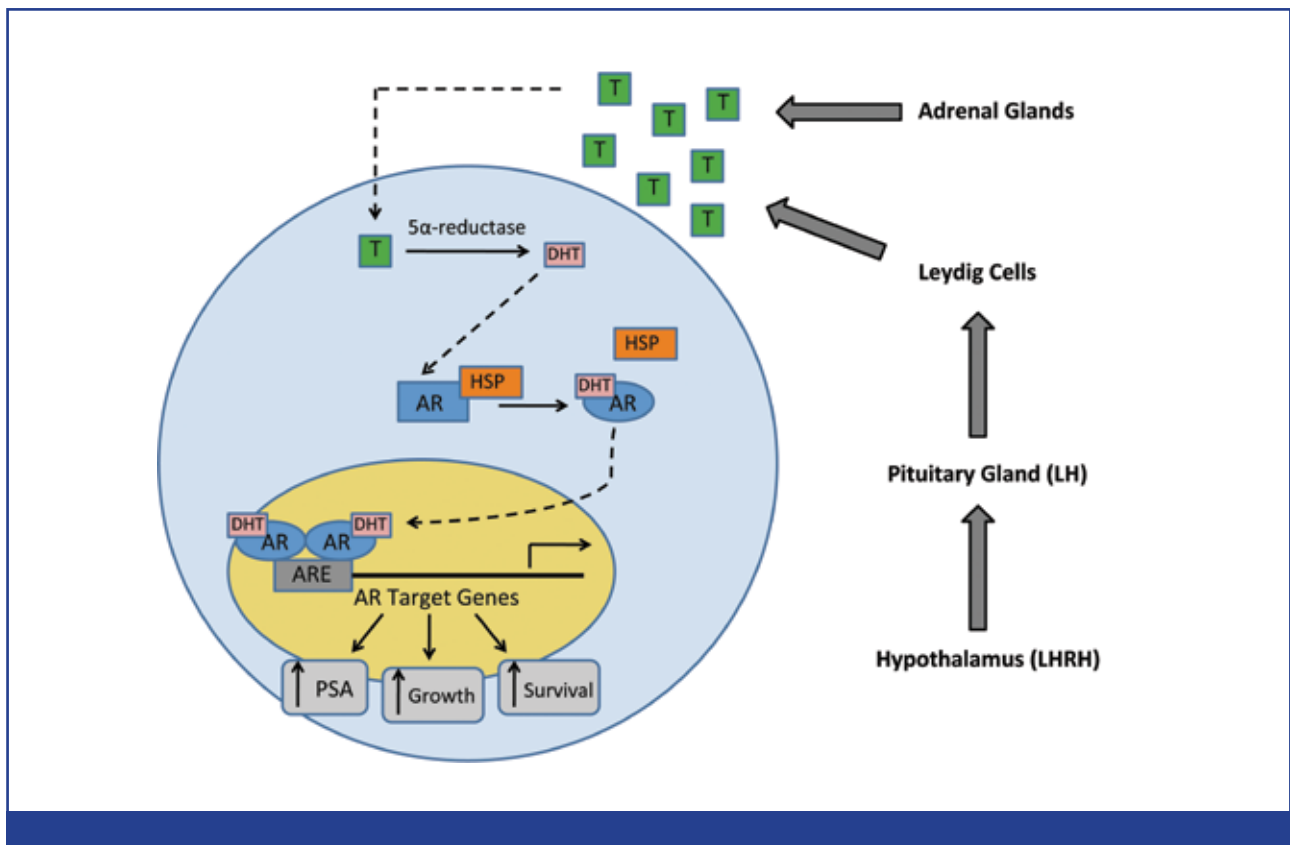 T
T
T
T
T
T
T
T
Adrenal Glands
5α-reductase
T
DHT
Leydig Cells
HSP
HSP
AR
DHT
AR
Pituitary Gland (LH)
DHT
DHT
AR
AR
ARE
AR Target Genes
Hypothalamus (LHRH)
PSA
Growth
Survival